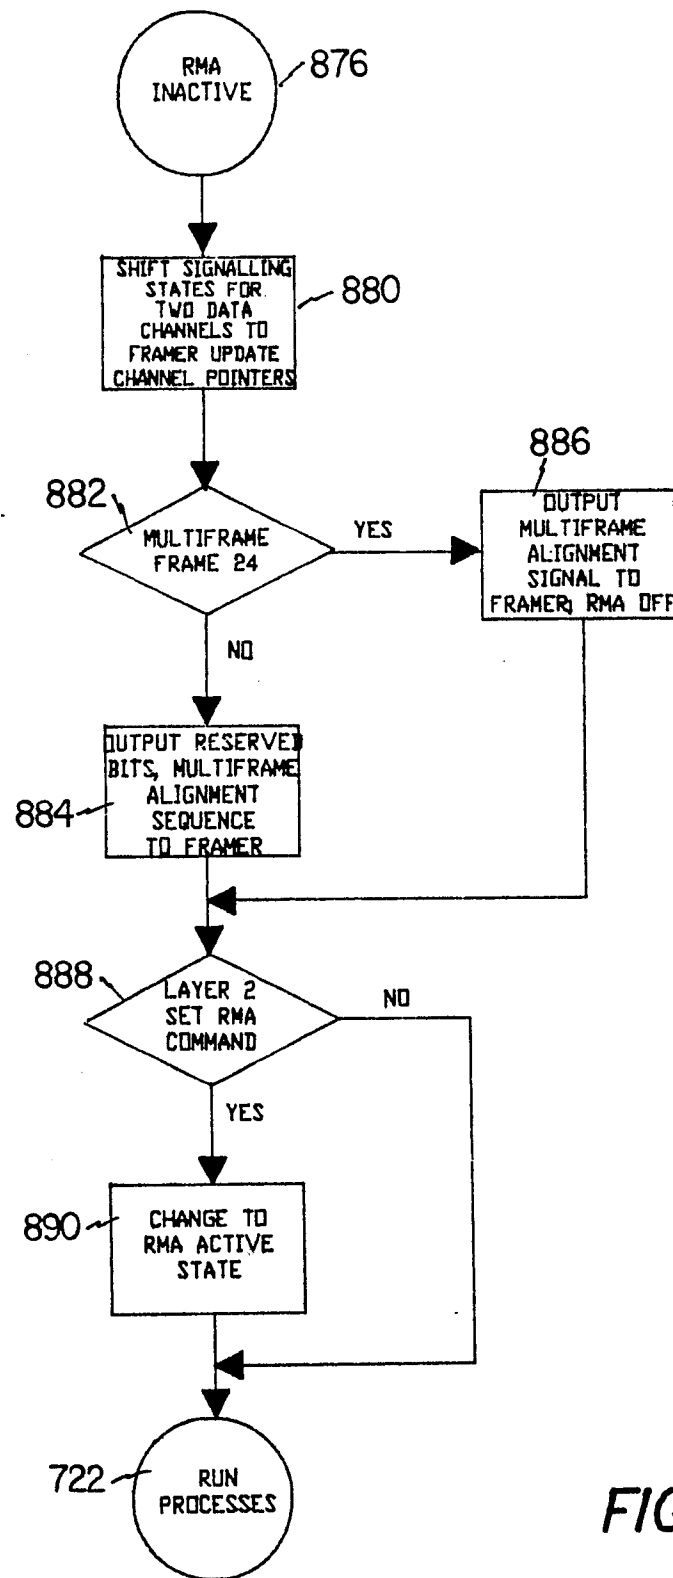 RMA
INACTIVE
876
SHIFT SIGNALLING
STATES FOR
TWO DATA
CHANNELS TO
FRAMER UPDATE
CHANNEL POINTERS
880
882
MULTIFRAME
FRAME 24
YES
886
OUTPUT
MULTIFRAME
ALIGNMENT
SIGNAL TO
FRAMER; RMA OFF
NO
OUTPUT RESERVED
BITS, MULTIFRAME
ALIGNMENT
SEQUENCE
TO FRAMER
884
888
LAYER 2
SET RMA
COMMAND
NO
YES
890
CHANGE TO
RMA ACTIVE
STATE
722
RUN
PROCESSES
FIG